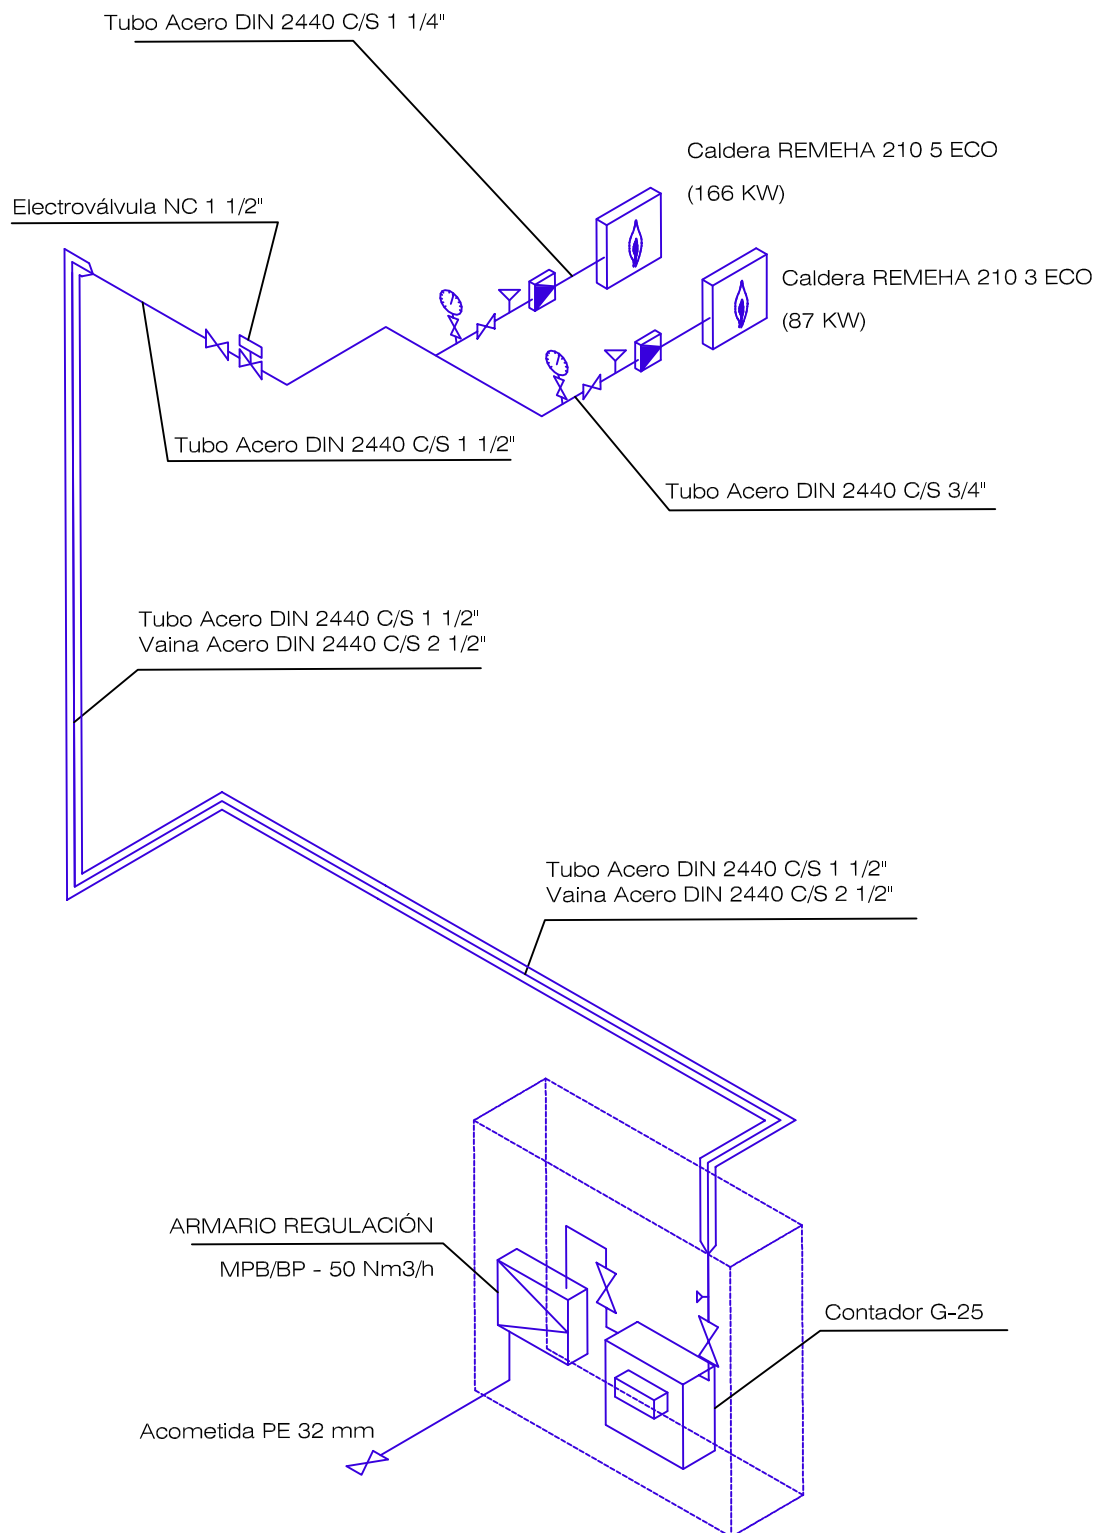 Tubo Acero DIN 2440 C/S 1 1/4"
Caldera REMEHA 210 5 ECO
(166 KW)
Electroválvula NC 1 1/2"
Caldera REMEHA 210 3 ECO
(87 KW)
Tubo Acero DIN 2440 C/S 1 1/2"
Tubo Acero DIN 2440 C/S 3/4"
Tubo Acero DIN 2440 C/S 1 1/2"
Vaina Acero DIN 2440 C/S 2 1/2"
Tubo Acero DIN 2440 C/S 1 1/2"
Vaina Acero DIN 2440 C/S 2 1/2"
ARMARIO REGULACIÓN
MPB/BP - 50 Nm3/h
Contador G-25
Acometida PE 32 mm